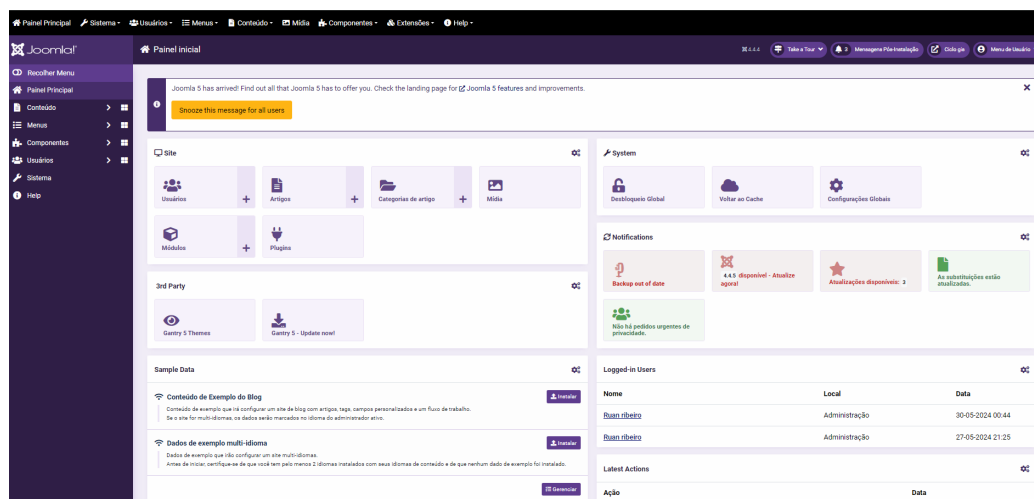 Painel Principal Sistema Usuários Menus Conteúdo Mídia Componentes Extensões Help
Joomla!
Painel inicial
4.4.4 Take a Tour 3 Mensagens Pós-Instalação Ciclo gis Menu de Usuário
Recolher Menu
Painel Principal
Conteúdo
Menus
Componentes
Usuários
Sistema
Help
Joomla 5 has arrived! Find out all that Joomla 5 has to offer you. Check the landing page for Joomla 5 features and improvements.
Snooze this message for all users
Site
Usuários
Artigos
Categorias de artigo
Mídia
Módulos
Plugins
3rd Party
Gantry 5 Themes
Gantry 5 - Update now!
Sample Data
Conteúdo de Exemplo do Blog
Instalar
Conteúdo de exemplo que irá configurar um site de blog com artigos, tags, campos personalizados e um fluxo de trabalho.
Se o site for multi-idiomas, os dados serão marcados no idioma do administrador ativo.
Dados de exemplo multi-idioma
Instalar
Dados de exemplo que irão configurar um site multi-idiomas.
Antes de iniciar, certifique-se de que você tem pelo menos 2 idiomas instalados com seus idiomas de conteúdo e de que nenhum dado de exemplo foi instalado.
Gerenciar
System
Desbloqueio Global
Voltar ao Cache
Configurações Globais
Notifications
Backup out of date
4.4.5 disponível - Atualize
agora!
Atualizações disponíveis: 3
As substituições estão
atualizadas.
Não há pedidos urgentes de
privacidade.
Logged-in Users
Nome Local Data
Ruan ribeiro Administração 30-05-2024 00:44
Ruan ribeiro Administração 27-05-2024 21:25
Latest Actions
Ação Data